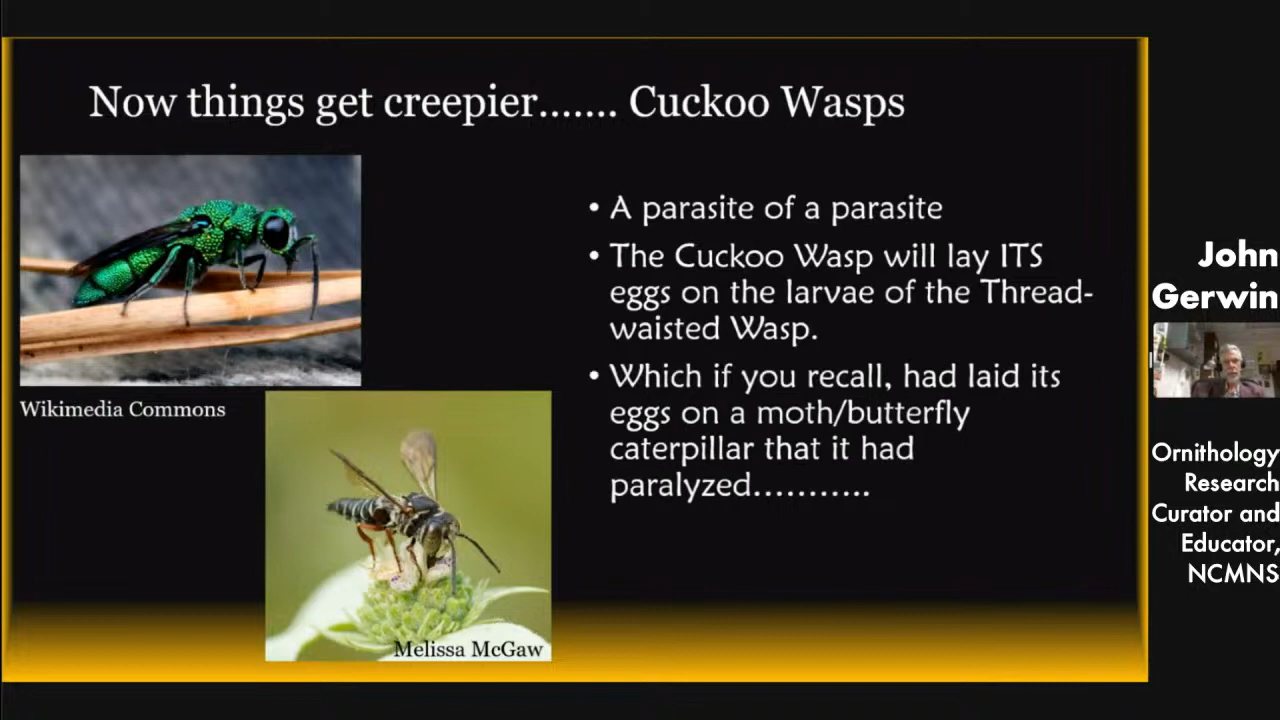 Now things get creepier....... Cuckoo Wasps
• A parasite of a parasite
• The Cuckoo Wasp will lay ITS
eggs on the larvae of the Thread-
waisted Wasp.
• Which if you recall, had laid its
eggs on a moth/butterfly
caterpillar that it had
paralyzed...........
Wikimedia Commons
Melissa McGaw
John
Gerwin
Ornithology
Research
Curator and
Educator,
NCMNS